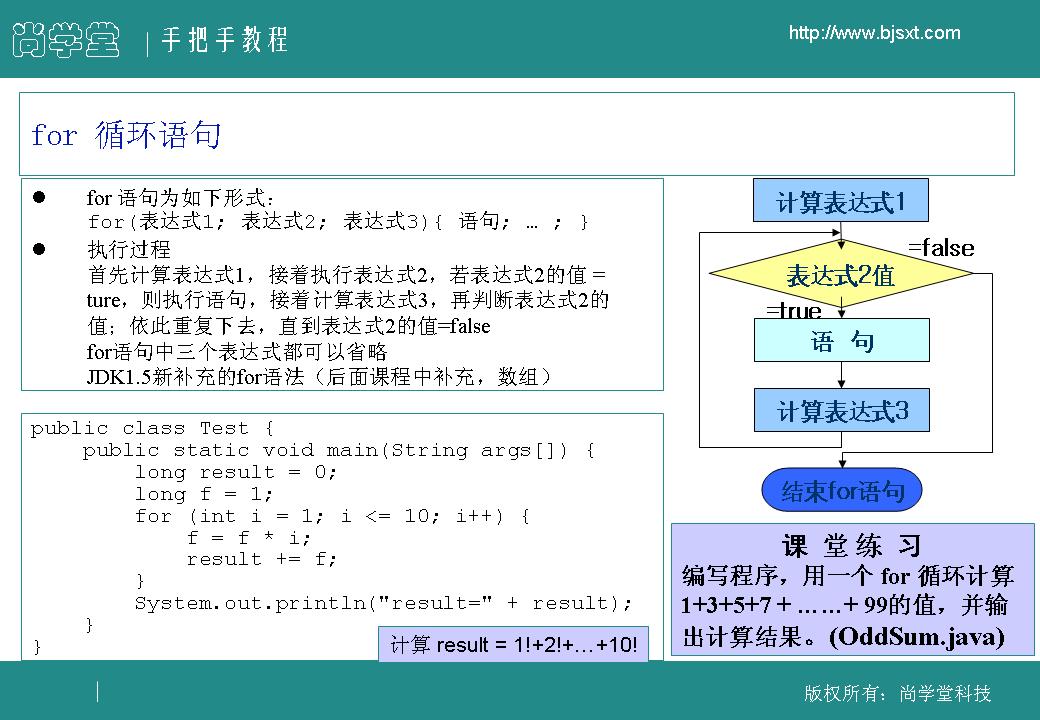 尚学堂
手把手教程
http://www.bjsxt.com
for 循环语句
for 语句为如下形式：
for(表达式1; 表达式2; 表达式3){ 语句; … ; }
执行过程
首先计算表达式1，接着执行表达式2，若表达式2的值 =
ture，则执行语句，接着计算表达式3，再判断表达式2的
值；依此重复下去，直到表达式2的值=false
for语句中三个表达式都可以省略
JDK1.5新补充的for语法（后面课程中补充，数组）
public class Test {
    public static void main(String args[]) {
        long result = 0;
        long f = 1;
        for (int i = 1; i <= 10; i++) {
            f = f * i;
            result += f;
        }
        System.out.println("result=" + result);
    }
}
计算 result = 1!+2!+…+10!
计算表达式1
=false
表达式2值
=true
语 句
计算表达式3
结束for语句
课 堂 练 习
编写程序，用一个 for 循环计算
1+3+5+7 + ……+ 99的值，并输
出计算结果。(OddSum.java)
版权所有：尚学堂科技